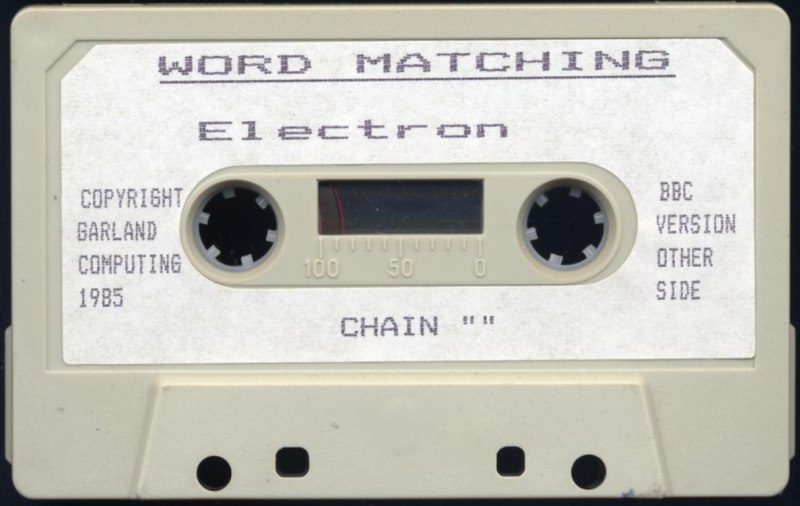 WORD MATCHING
Electron
COPYRIGHT
GARLAND
COMPUTING
1985
BBC
VERSION
OTHER
SIDE
100 50 0
CHAIN ""